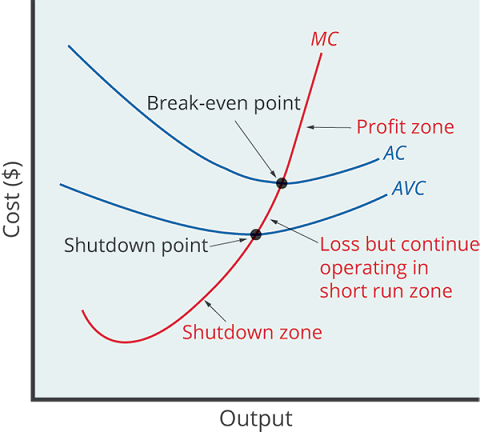 MC
Break-even point
Profit zone
AC
AVC
Shutdown point
Loss but continue
operating in
short run zone
Shutdown zone
Cost ($)
Output